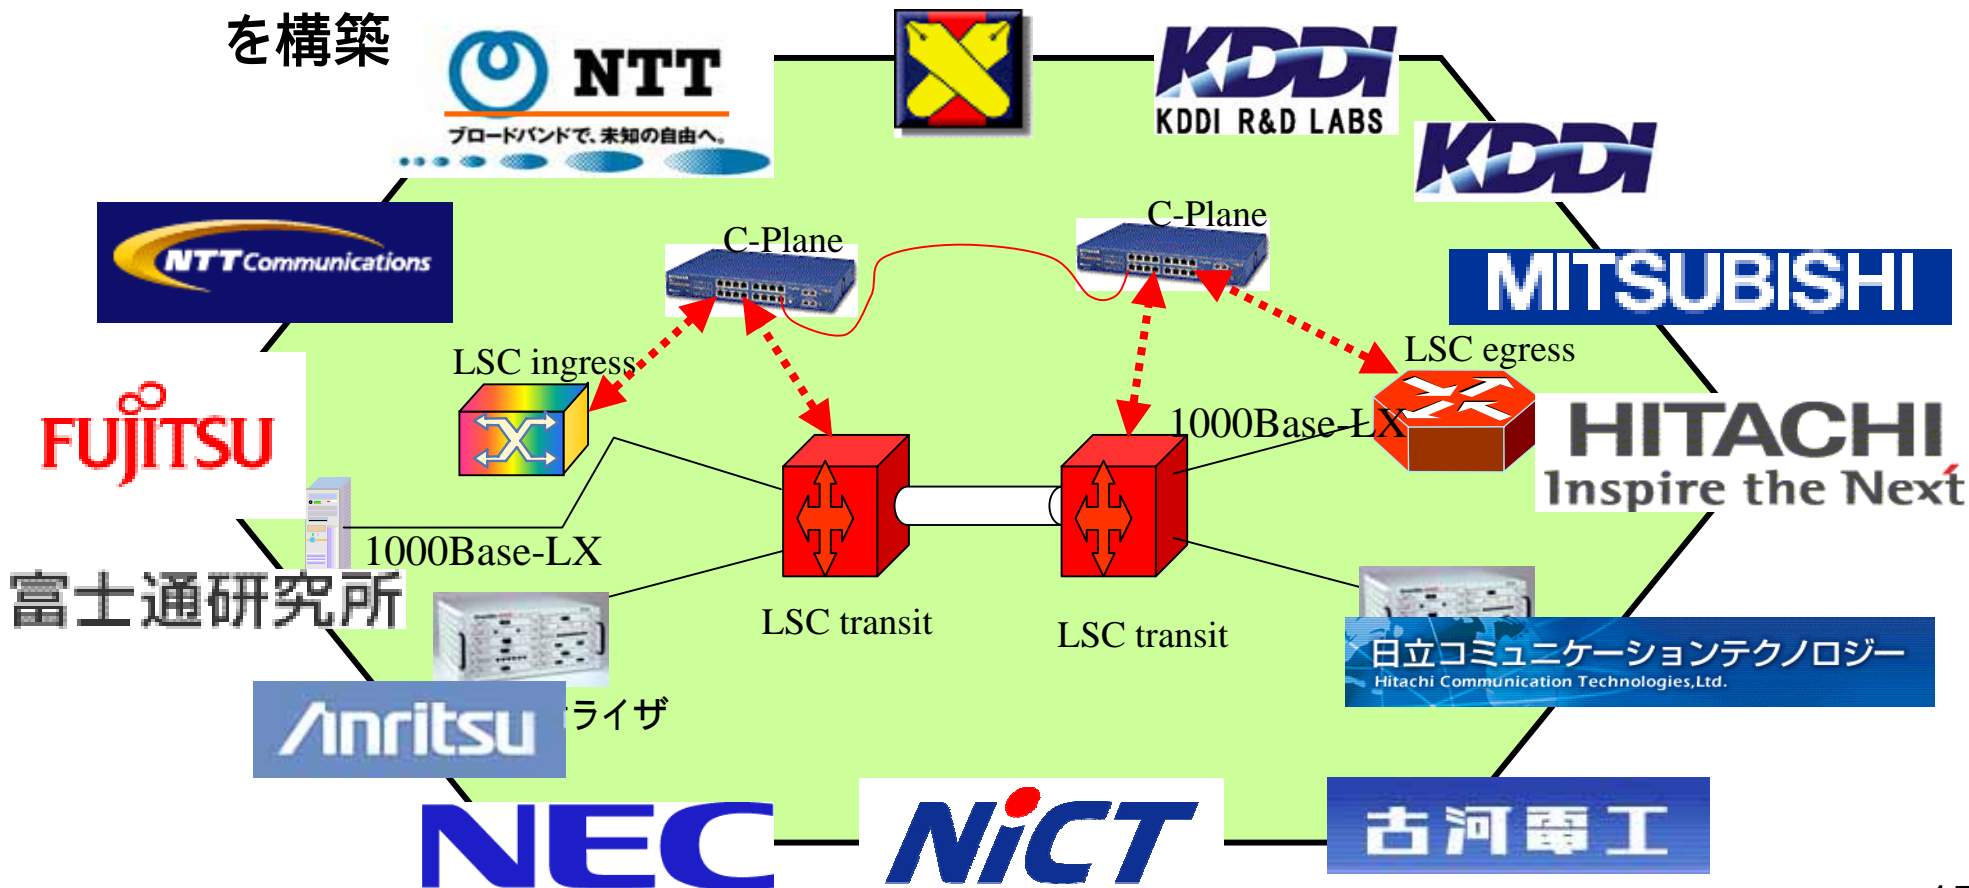 を構築
NTT
ブロードバンドで、未知の自由へ。
KDDI
KDDI R&D LABS
KDDI
NTT Communications
C-Plane
C-Plane
MITSUBISHI
LSC ingress
LSC egress
FUJITSU
1000Base-LX
HITACHI
Inspire the Next
1000Base-LX
富士通研究所
LSC transit
LSC transit
日立コミュニケーションテクノロジー
Hitachi Communication Technologies,Ltd.
Anritsu
ライザ
NEC
NiCT
古河電工